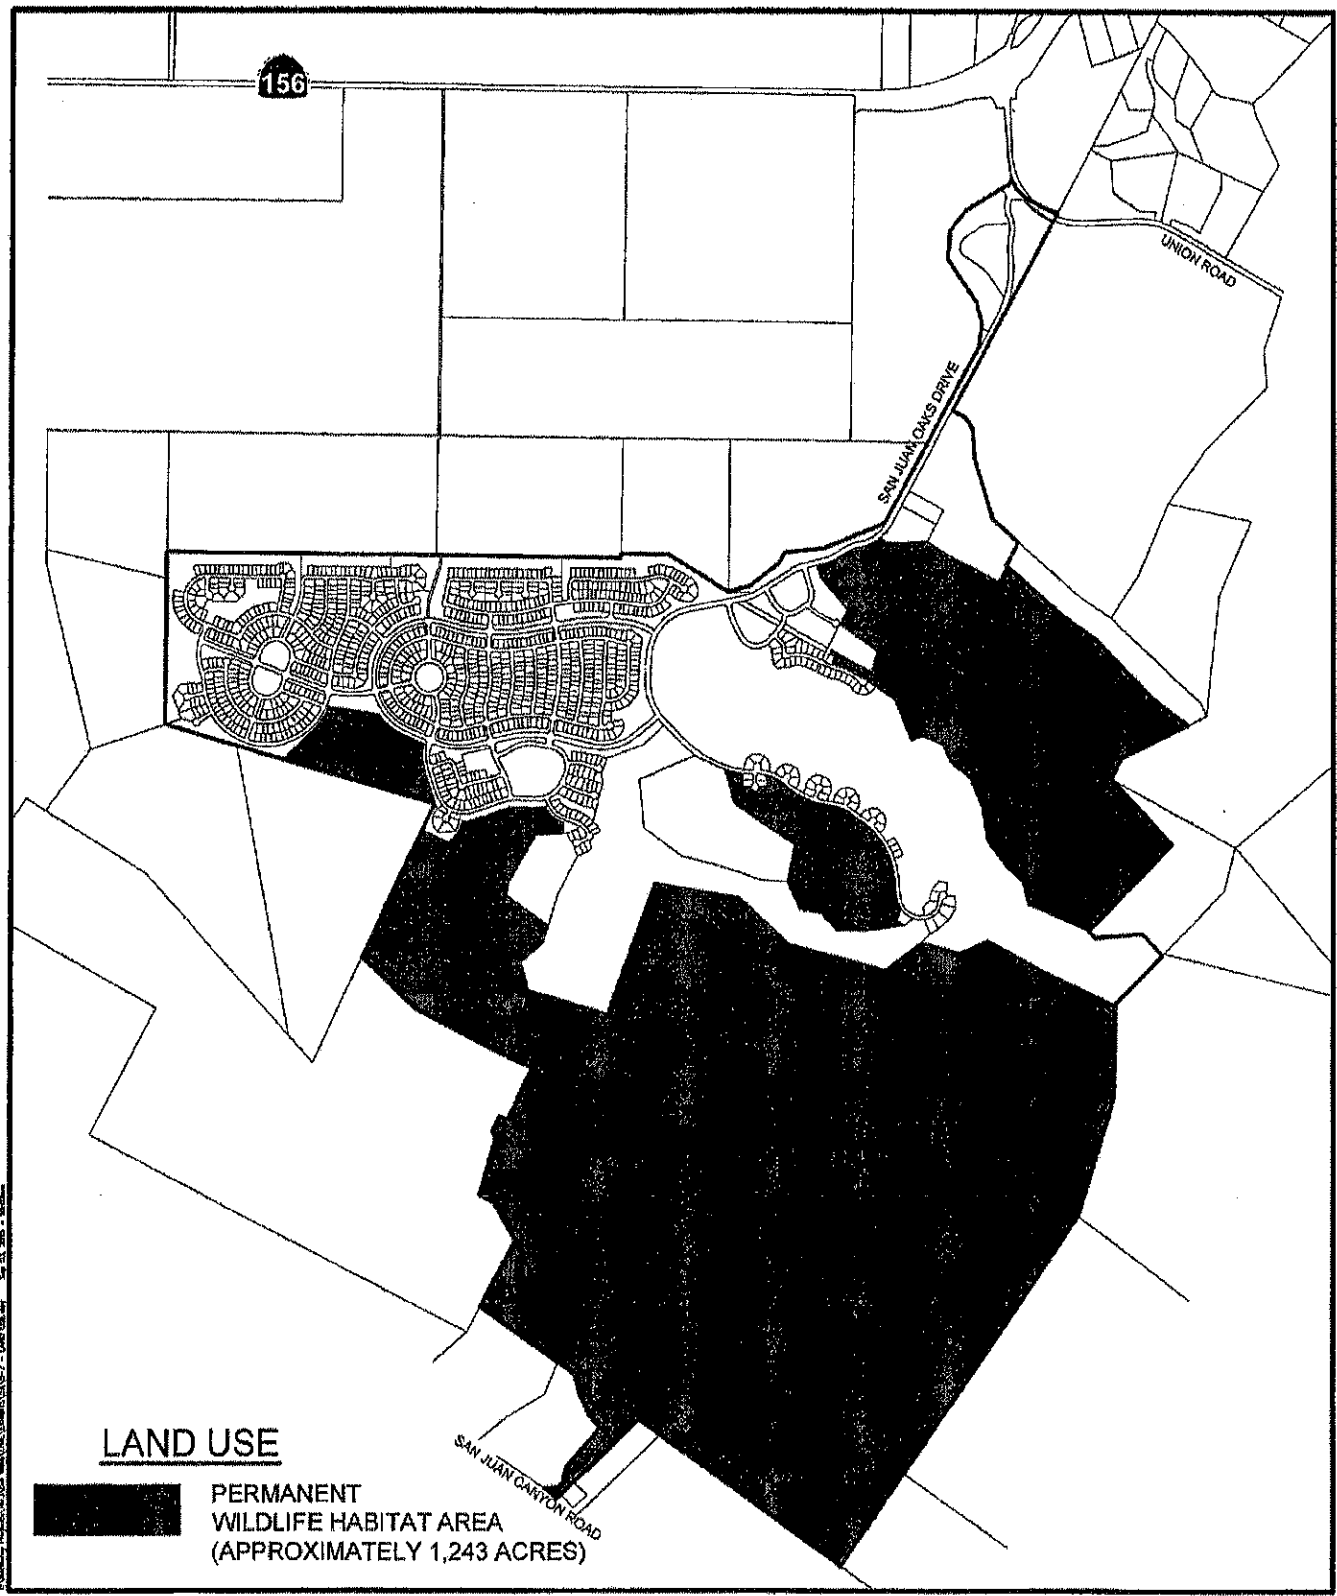 156
UNION ROAD
SAN JUAN OAKS DRIVE
LAND USE
PERMANENT
WILDLIFE HABITAT AREA
(APPROXIMATELY 1,243 ACRES)
SAN JUAN CANYON ROAD